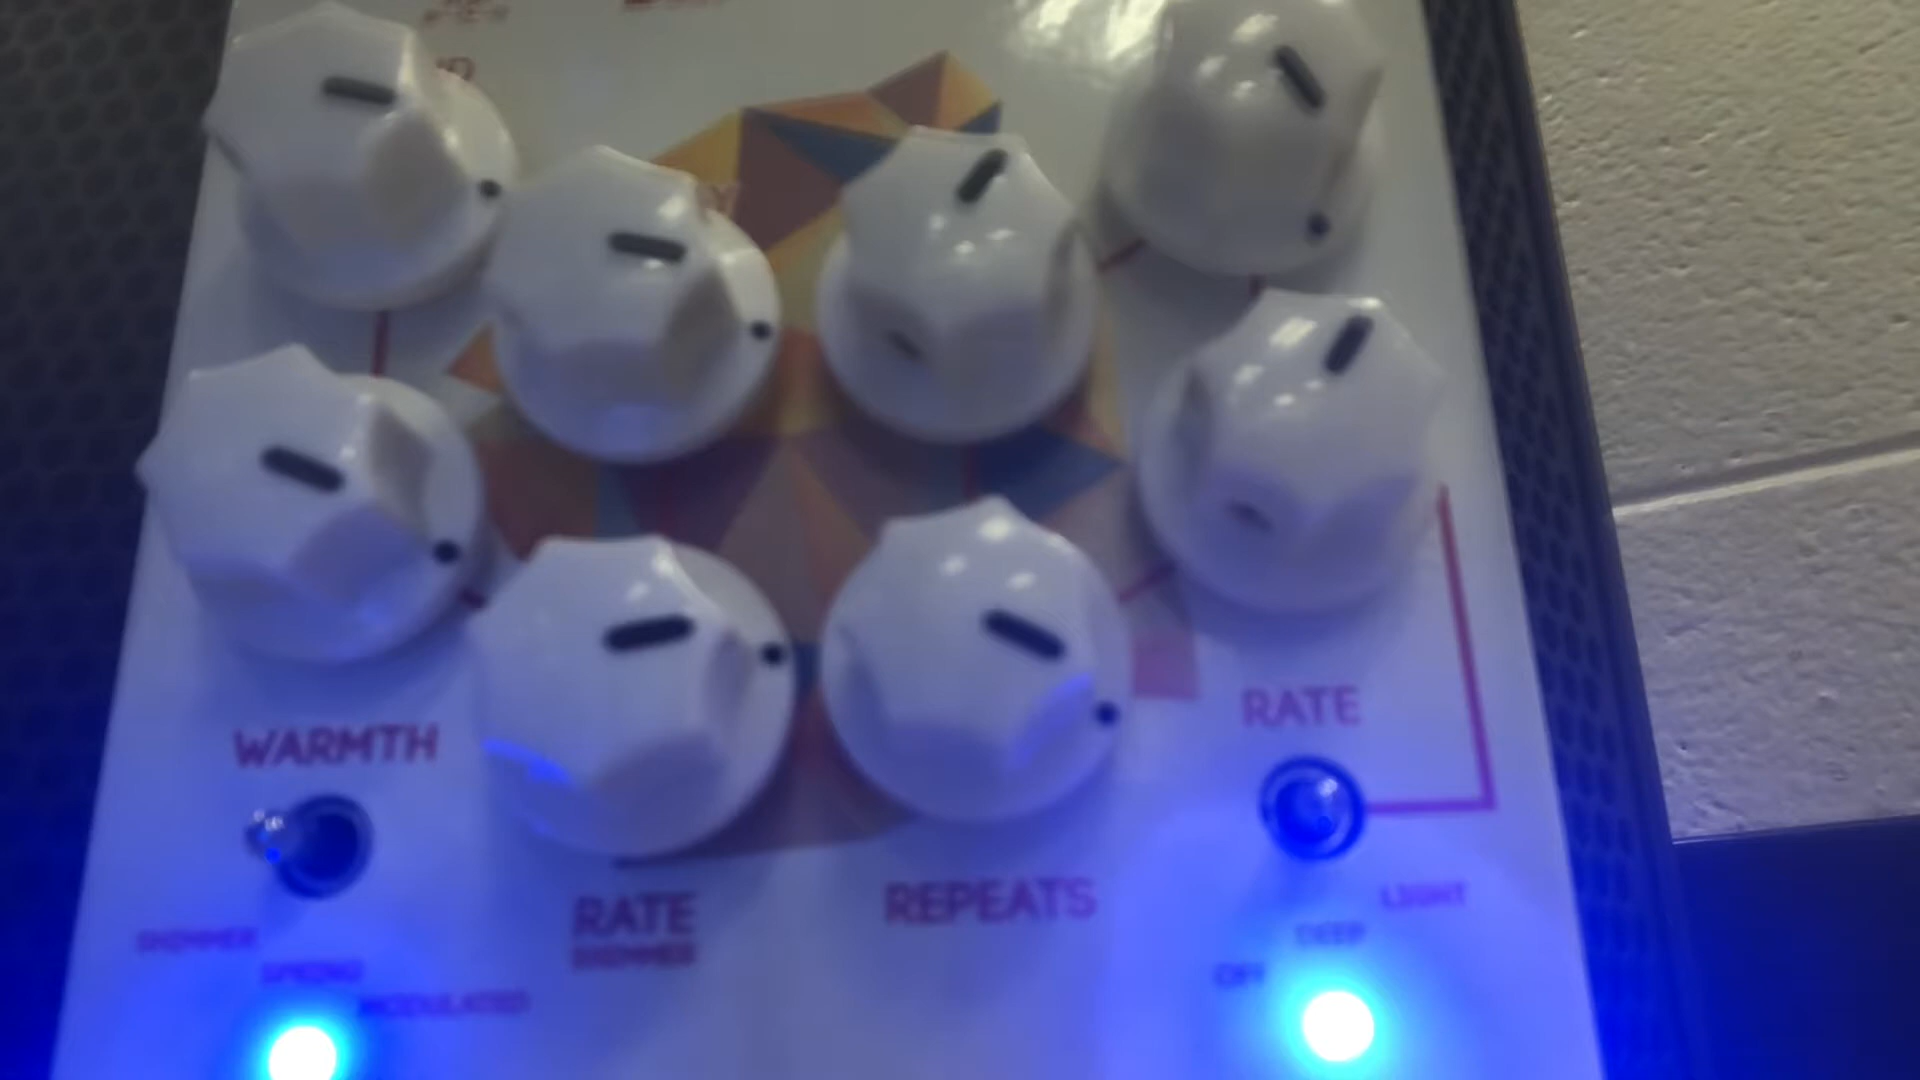 WARMTH
RATE
RATE
SHIMMER
REPEATS
LIGHT
DEEP
OFF
SHIMMER
SPRING
MODULATED